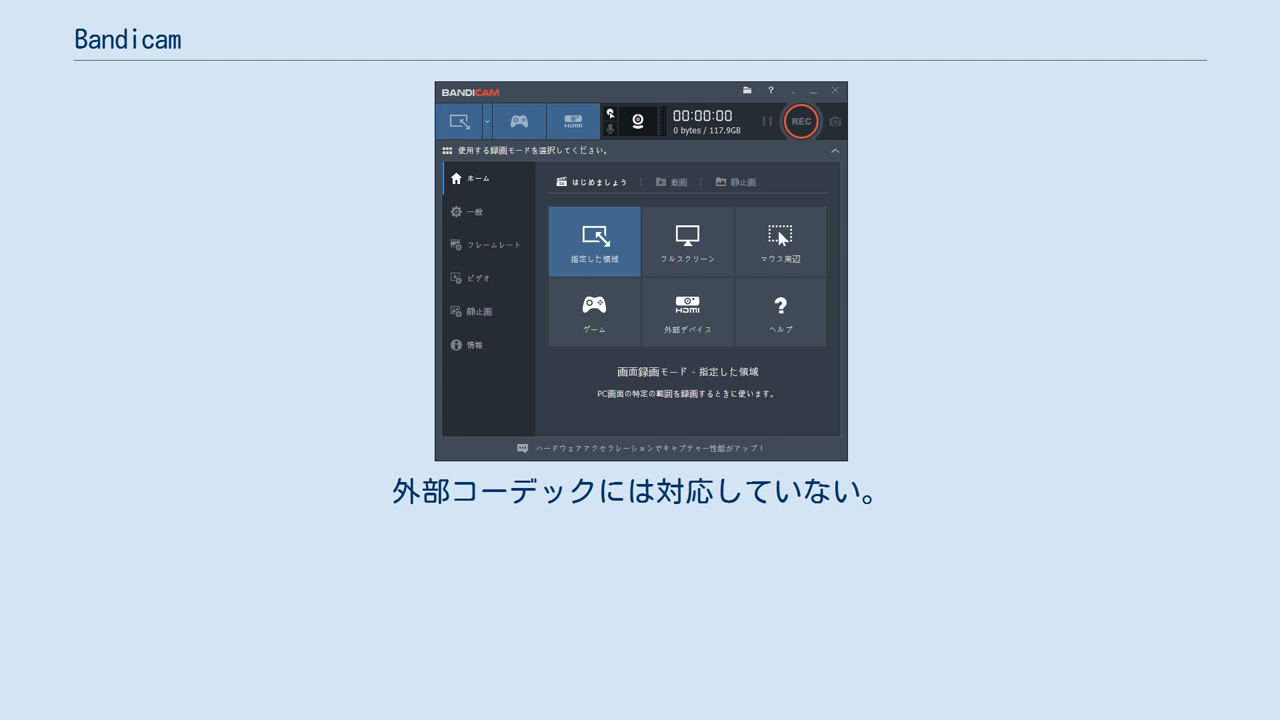 Bandicam
BANDICAM
00:00:00
0 bytes / 117.9GB
REC
使用する録画モードを選択してください。
ホーム
一般
フレームレート
ビデオ
静止画
情報
はじめましょう
動画
静止画
指定した領域
フルスクリーン
マウス周辺
ゲーム
HDMI
外部デバイス
ヘルプ
画面録画モード - 指定した領域
PC画面の特定の範囲を録画するときに使います。
ハードウェアアクセラレーションでキャプチャー性能がアップ！
外部コーデックには対応していない。